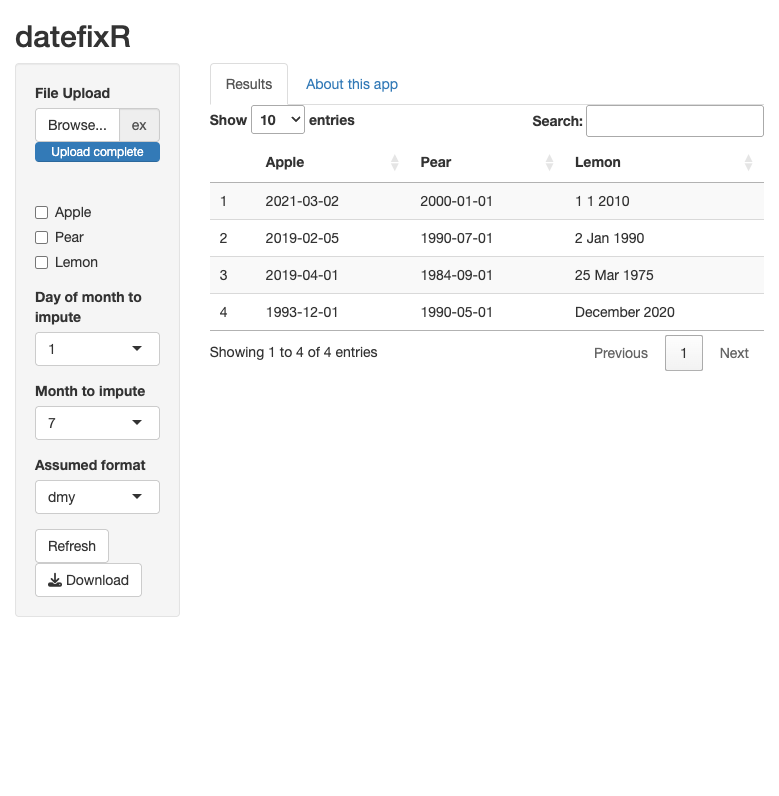 datefixR
File Upload
Browse... ex
Upload complete
Apple
Pear
Lemon
Day of month to
impute
1
Month to impute
7
Assumed format
dmy
Refresh
Download
Results About this app
Show 10 entries Search:
Apple Pear Lemon
1 2021-03-02 2000-01-01 1 1 2010
2 2019-02-05 1990-07-01 2 Jan 1990
3 2019-04-01 1984-09-01 25 Mar 1975
4 1993-12-01 1990-05-01 December 2020
Showing 1 to 4 of 4 entries Previous 1 Next